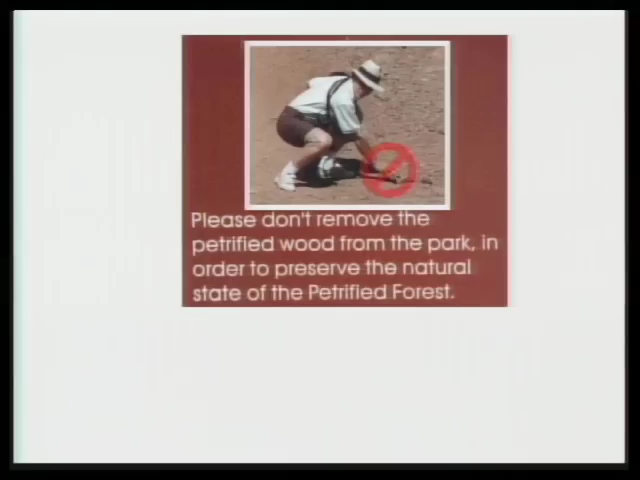 Please don't remove the
petrified wood from the park, in
order to preserve the natural
state of the Petrified Forest.